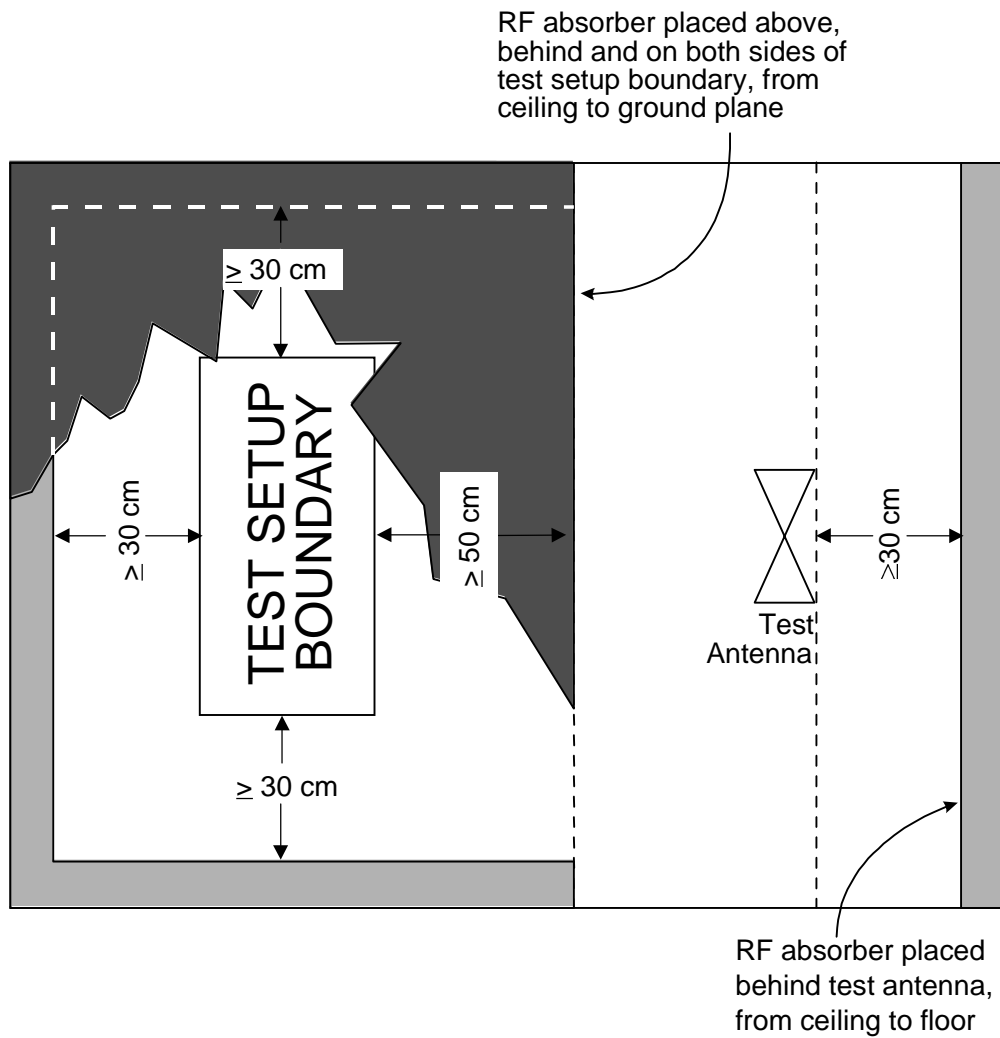 RF absorber placed above,
behind and on both sides of
test setup boundary, from
ceiling to ground plane
≥ 30 cm
TEST SETUP
BOUNDARY
≥ 30 cm
≥ 50 cm
≥30 cm
Test
Antenna
≥ 30 cm
RF absorber placed
behind test antenna,
from ceiling to floor